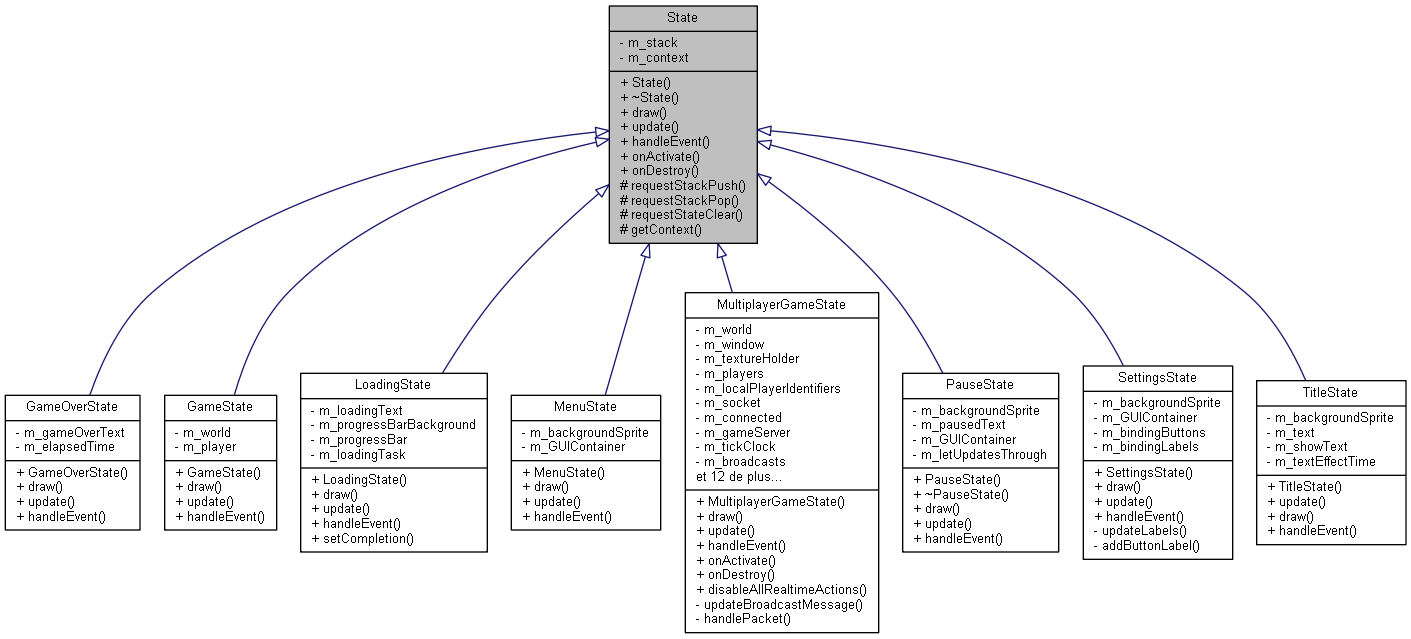 State
- m_stack
- m_context
+ State()
+ ~State()
+ draw()
+ update()
+ handleEvent()
+ onActivate()
+ onDestroy()
# requestStackPush()
# requestStackPop()
# requestStateClear()
# getContext()
GameOverState
- m_gameOverText
- m_elapsedTime
+ GameOverState()
+ draw()
+ update()
+ handleEvent()
GameState
- m_world
- m_player
+ GameState()
+ draw()
+ update()
+ handleEvent()
LoadingState
- m_loadingText
- m_progressBarBackground
- m_progressBar
- m_loadingTask
+ LoadingState()
+ draw()
+ update()
+ handleEvent()
+ setCompletion()
MenuState
- m_backgroundSprite
- m_GUIContainer
+ MenuState()
+ draw()
+ update()
+ handleEvent()
MultiplayerGameState
- m_world
- m_window
- m_textureHolder
- m_players
- m_localPlayerIdentifiers
- m_socket
- m_connected
- m_gameServer
- m_tickClock
- m_broadcasts
et 12 de plus...
+ MultiplayerGameState()
+ draw()
+ update()
+ handleEvent()
+ onActivate()
+ onDestroy()
+ disableAllRealtimeActions()
- updateBroadcastMessage()
- handlePacket()
PauseState
- m_backgroundSprite
- m_pausedText
- m_GUIContainer
- m_letUpdatesThrough
+ PauseState()
+ ~PauseState()
+ draw()
+ update()
+ handleEvent()
SettingsState
- m_backgroundSprite
- m_GUIContainer
- m_bindingButtons
- m_bindingLabels
+ SettingsState()
+ draw()
+ update()
+ handleEvent()
- updateLabels()
- addButtonLabel()
TitleState
- m_backgroundSprite
- m_text
- m_showText
- m_textEffectTime
+ TitleState()
+ update()
+ draw()
+ handleEvent()